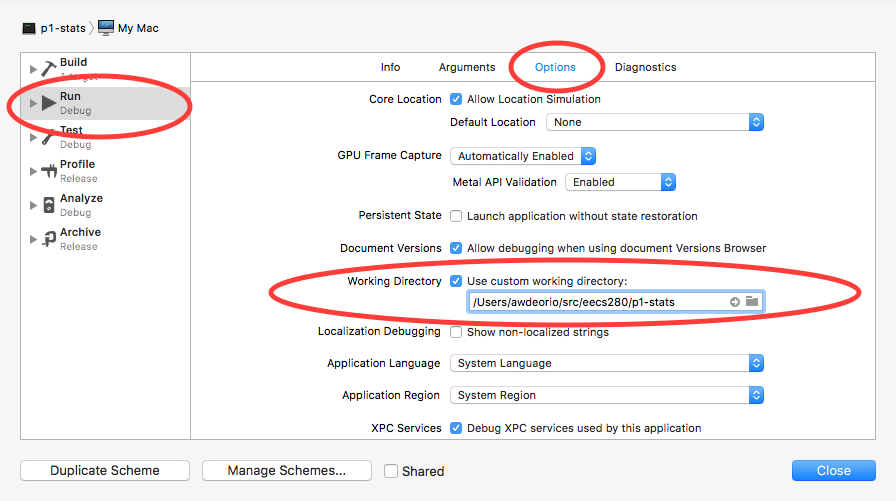 p1-stats My Mac
Build
1 target
Run
Debug
Test
Debug
Profile
Release
Analyze
Debug
Archive
Release
Info Arguments Options Diagnostics
Core Location Allow Location Simulation
Default Location None
GPU Frame Capture Automatically Enabled
Metal API Validation Enabled
Persistent State Launch application without state restoration
Document Versions Allow debugging when using document Versions Browser
Working Directory Use custom working directory:
/Users/awdeorio/src/eecs280/p1-stats
Localization Debugging Show non-localized strings
Application Language System Language
Application Region System Region
XPC Services Debug XPC services used by this application
Duplicate Scheme Manage Schemes... Shared Close